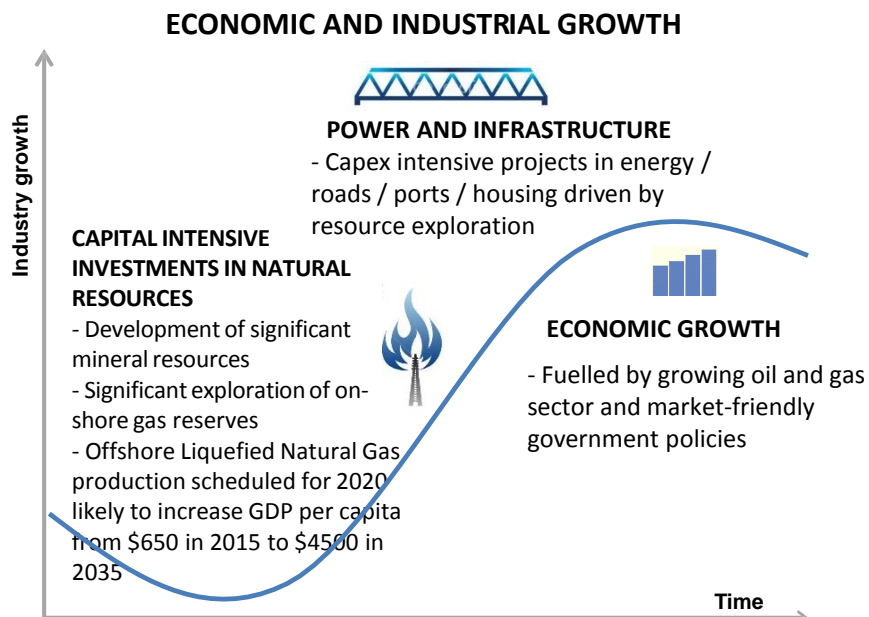 ECONOMIC AND INDUSTRIAL GROWTH
Industry growth
POWER AND INFRASTRUCTURE
- Capex intensive projects in energy /
roads / ports / housing driven by
resource exploration
CAPITAL INTENSIVE
INVESTMENTS IN NATURAL
RESOURCES
- Development of significant
mineral resources
- Significant exploration of on-
shore gas reserves
- Offshore Liquefied Natural Gas
production scheduled for 2020
likely to increase GDP per capita
from $650 in 2015 to $4500 in
2035
ECONOMIC GROWTH
- Fuelled by growing oil and gas
sector and market-friendly
government policies
Time